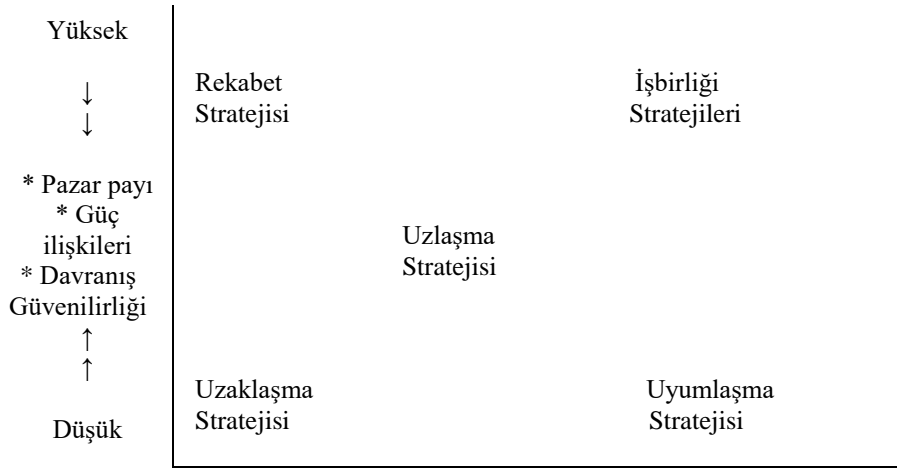 Yüksek
↓
↓
* Pazar payı
* Güç
ilişkileri
* Davranış
Güvenilirliği
↑
↑
Düşük
Rekabet
Stratejisi
İşbirliği
Stratejileri
Uzlaşma
Stratejisi
Uzaklaşma
Stratejisi
Uyumlaşma
Stratejisi